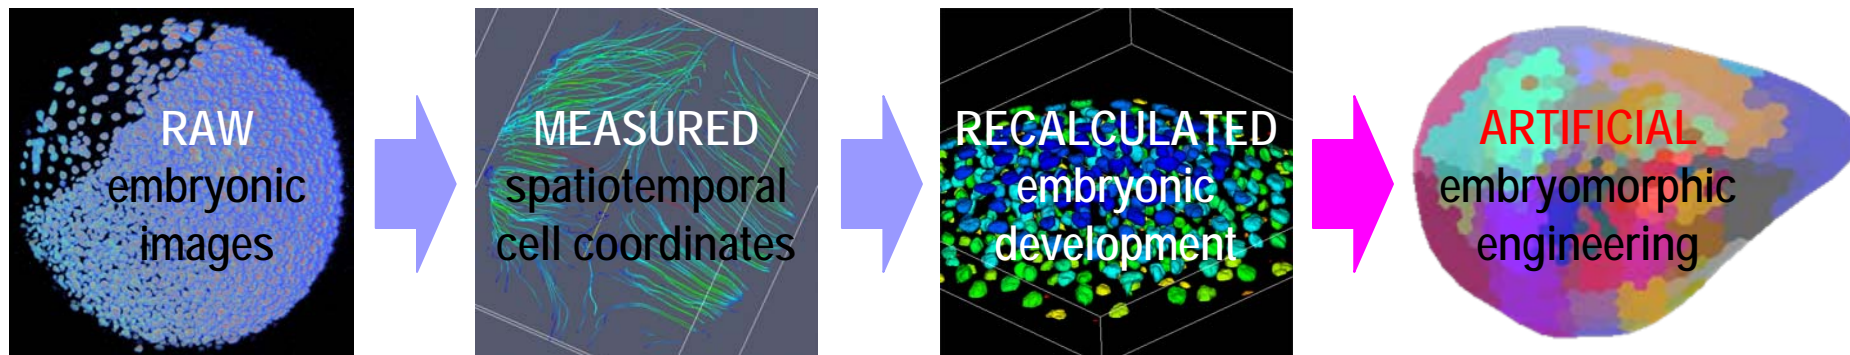 RAW
embryonic
images
MEASURED
spatiotemporal
cell coordinates
RECALCULATED
embryonic
development
ARTIFICIAL
embryomorphic
engineering